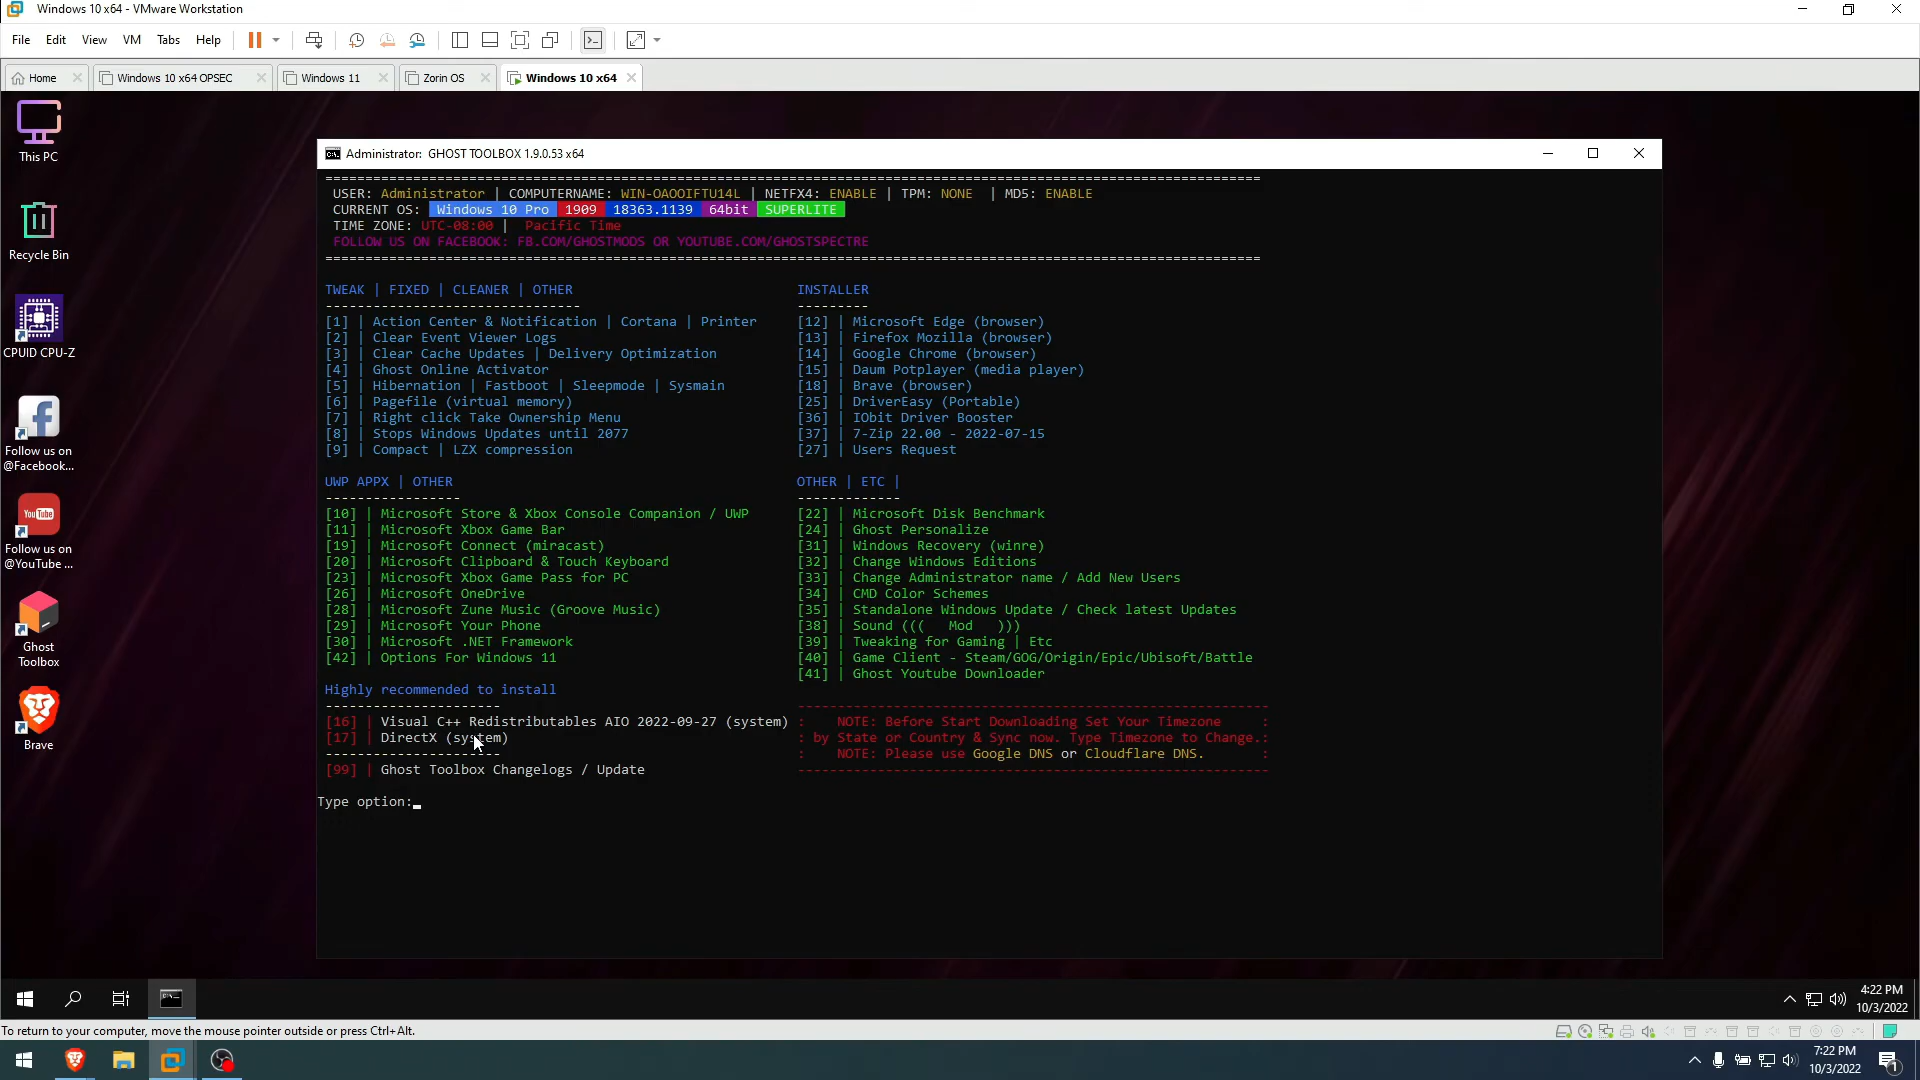 Windows 10 x64 - VMware Workstation
File Edit View VM Tabs Help
Home Windows 10 x64 OPSEC Windows 11 Zorin OS Windows 10 x64
This PC
Recycle Bin
CPUID CPU-Z
Follow us on
@Facebook...
YouTube
Follow us on
@YouTube ...
Ghost
Toolbox
Brave
Administrator: GHOST TOOLBOX 1.9.0.53 x64
USER: Administrator | COMPUTERNAME: WIN-OAOOIFTU14L | NETFX4: ENABLE | TPM: NONE | MD5: ENABLE
CURRENT OS: Windows 10 Pro 1909 18363.1139 64bit SUPERLITE
TIME ZONE: UTC-08:00 | Pacific Time
FOLLOW US ON FACEBOOK: FB.COM/GHOSTMODS OR YOUTUBE.COM/GHOSTSPECTRE
TWEAK | FIXED | CLEANER | OTHER
[1] | Action Center & Notification | Cortana | Printer
[2] | Clear Event Viewer Logs
[3] | Clear Cache Updates | Delivery Optimization
[4] | Ghost Online Activator
[5] | Hibernation | Fastboot | Sleepmode | Sysmain
[6] | Pagefile (virtual memory)
[7] | Right click Take Ownership Menu
[8] | Stops Windows Updates until 2077
[9] | Compact | LZX compression
INSTALLER
[12] | Microsoft Edge (browser)
[13] | Firefox Mozilla (browser)
[14] | Google Chrome (browser)
[15] | Daum Potplayer (media player)
[18] | Brave (browser)
[25] | DriverEasy (Portable)
[36] | IObit Driver Booster
[37] | 7-Zip 22.00 - 2022-07-15
[27] | Users Request
UWP APPX | OTHER
[10] | Microsoft Store & Xbox Console Companion / UWP
[11] | Microsoft Xbox Game Bar
[19] | Microsoft Connect (miracast)
[20] | Microsoft Clipboard & Touch Keyboard
[23] | Microsoft Xbox Game Pass for PC
[26] | Microsoft OneDrive
[28] | Microsoft Zune Music (Groove Music)
[29] | Microsoft Your Phone
[30] | Microsoft .NET Framework
[42] | Options For Windows 11
OTHER | ETC |
[22] | Microsoft Disk Benchmark
[24] | Ghost Personalize
[31] | Windows Recovery (winre)
[32] | Change Windows Editions
[33] | Change Administrator name / Add New Users
[34] | CMD Color Schemes
[35] | Standalone Windows Update / Check latest Updates
[38] | Sound ((( Mod )))
[39] | Tweaking for Gaming | Etc
[40] | Game Client - Steam/GOG/Origin/Epic/Ubisoft/Battle
[41] | Ghost Youtube Downloader
Highly recommended to install
[16] | Visual C++ Redistributables AIO 2022-09-27 (system)
[17] | DirectX (system)
[99] | Ghost Toolbox Changelogs / Update
: NOTE: Before Start Downloading Set Your Timezone :
: by State or Country & Sync now. Type Timezone to Change.:
: NOTE: Please use Google DNS or Cloudflare DNS. :
Type option:
4:22 PM
10/3/2022
To return to your computer, move the mouse pointer outside or press Ctrl+Alt.
7:22 PM
10/3/2022
1